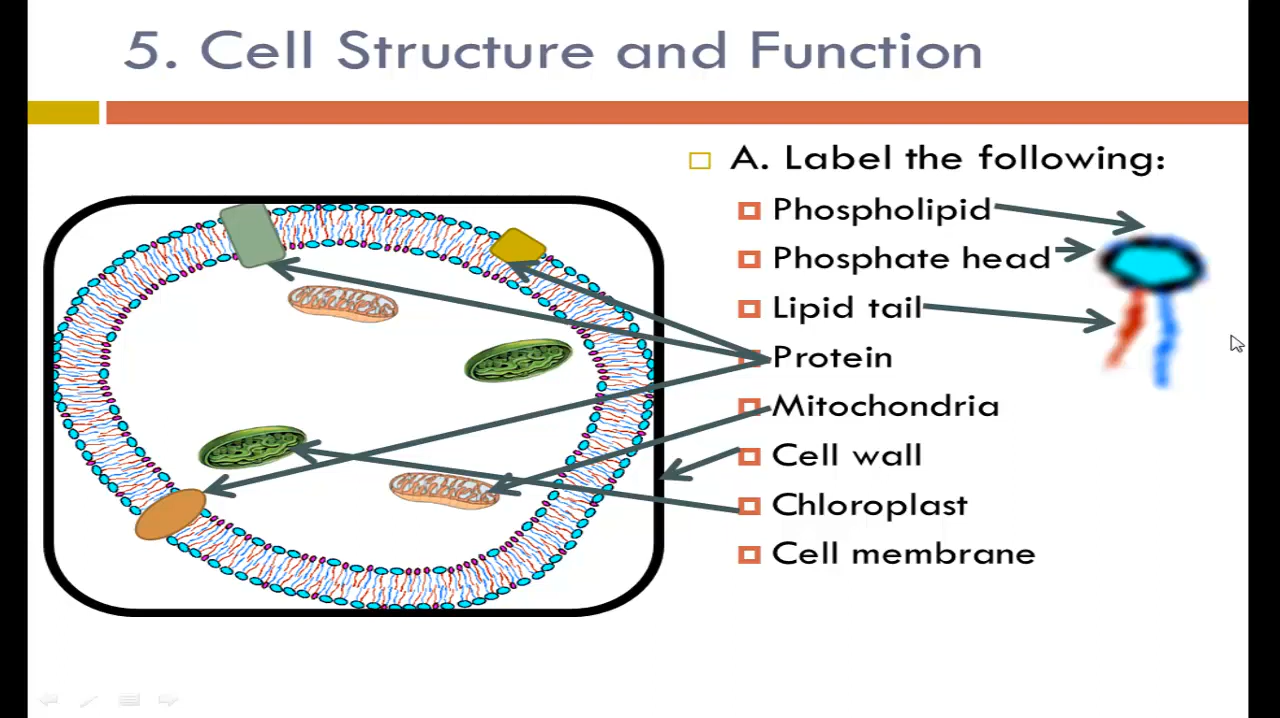 5. Cell Structure and Function
A. Label the following:
Phospholipid
Phosphate head
Lipid tail
Protein
Mitochondria
Cell wall
Chloroplast
Cell membrane